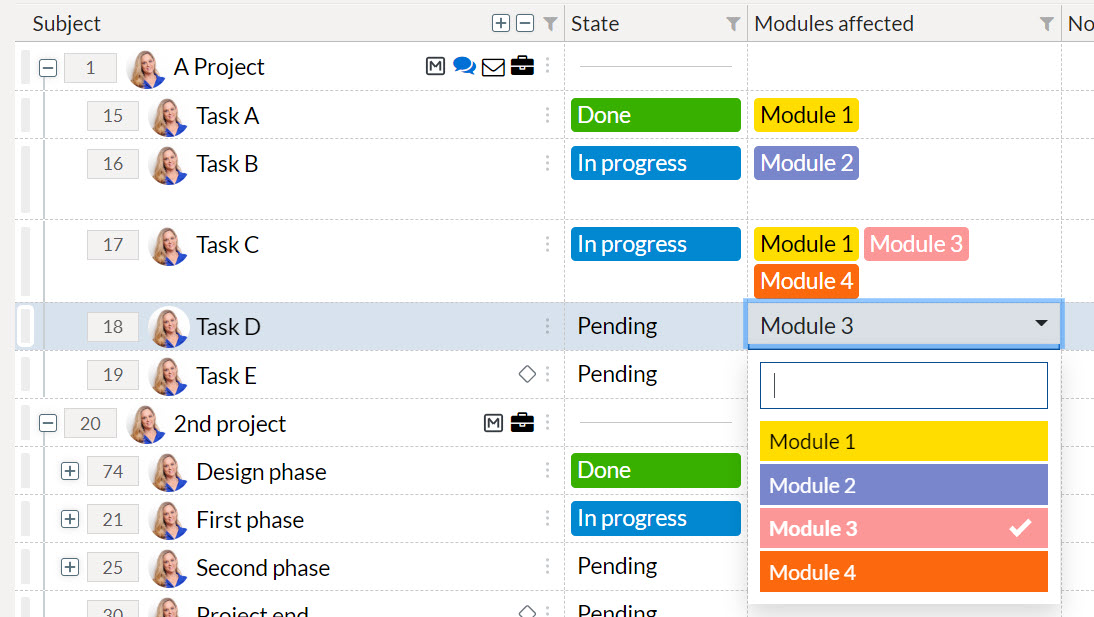 Subject State Modules affected No
1 A Project M
15 Task A Done Module 1
16 Task B In progress Module 2
17 Task C In progress Module 1 Module 3
Module 4
18 Task D Pending Module 3
19 Task E Pending
20 2nd project M
Module 1
74 Design phase Done
Module 2
21 First phase In progress
Module 3
25 Second phase Pending
Module 4
30 Project end Pending